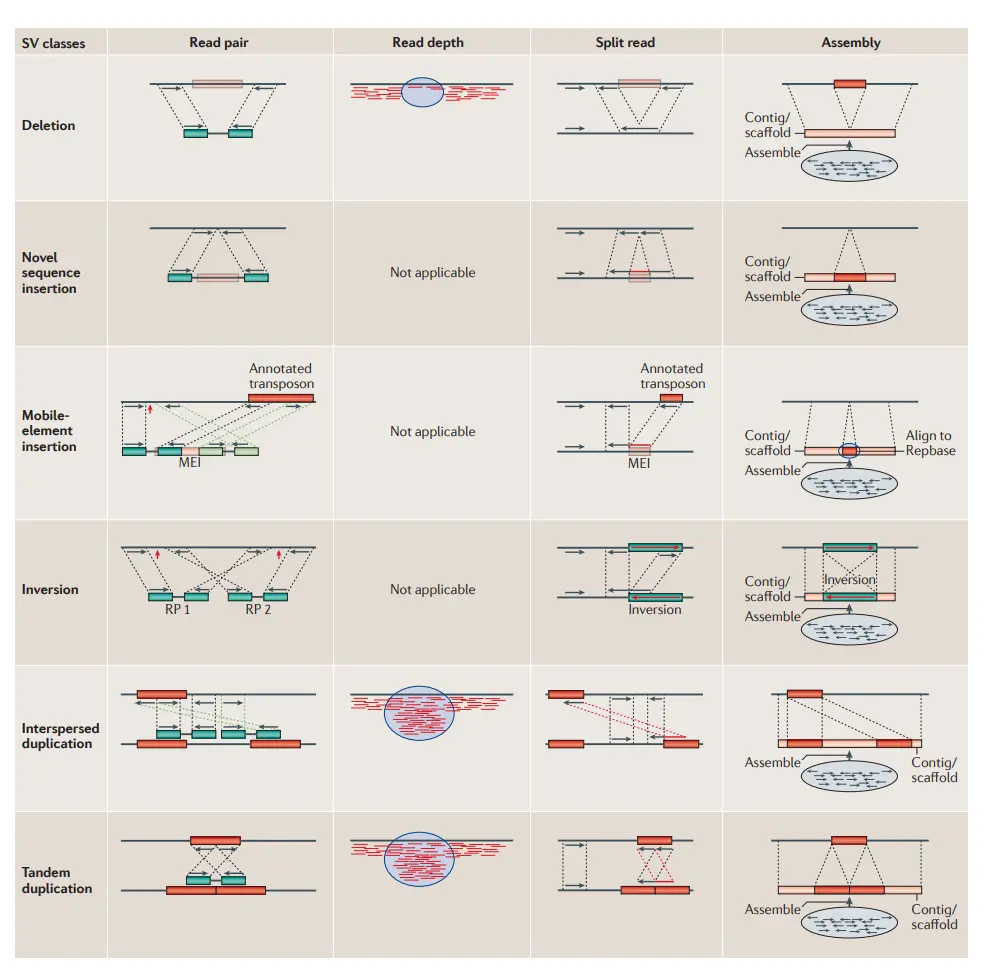 SV classes
Read pair
Read depth
Split read
Assembly
Deletion
Contig/
scaffold
Assemble
Novel
sequence
insertion
Not applicable
Contig/
scaffold
Assemble
Mobile-
element
insertion
Annotated
transposon
MEI
Not applicable
Annotated
transposon
MEI
Contig/
scaffold
Assemble
Align to
Repbase
Inversion
RP 1
RP 2
Not applicable
Inversion
Contig/
scaffold
Assemble
Inversion
Interspersed
duplication
Assemble
Contig/
scaffold
Tandem
duplication
Assemble
Contig/
scaffold